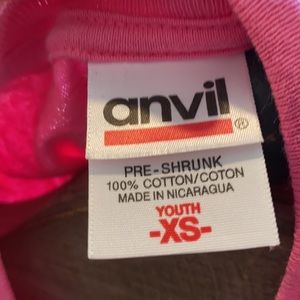 anvil®
PRE-SHRUNK
100% COTTON/COTON
MADE IN NICARAGUA
YOUTH
-XS-